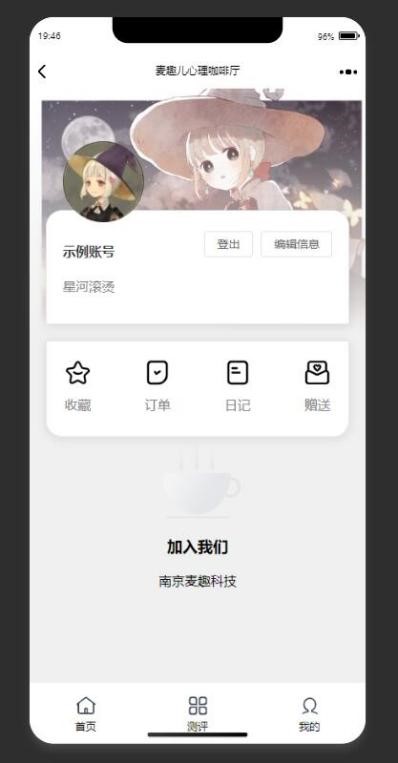 19:46
96%
麦趣儿心理咖啡厅
示例账号
登出
编辑信息
星河滚烫
收藏
订单
日记
赠送
加入我们
南京麦趣科技
首页
测评
我的